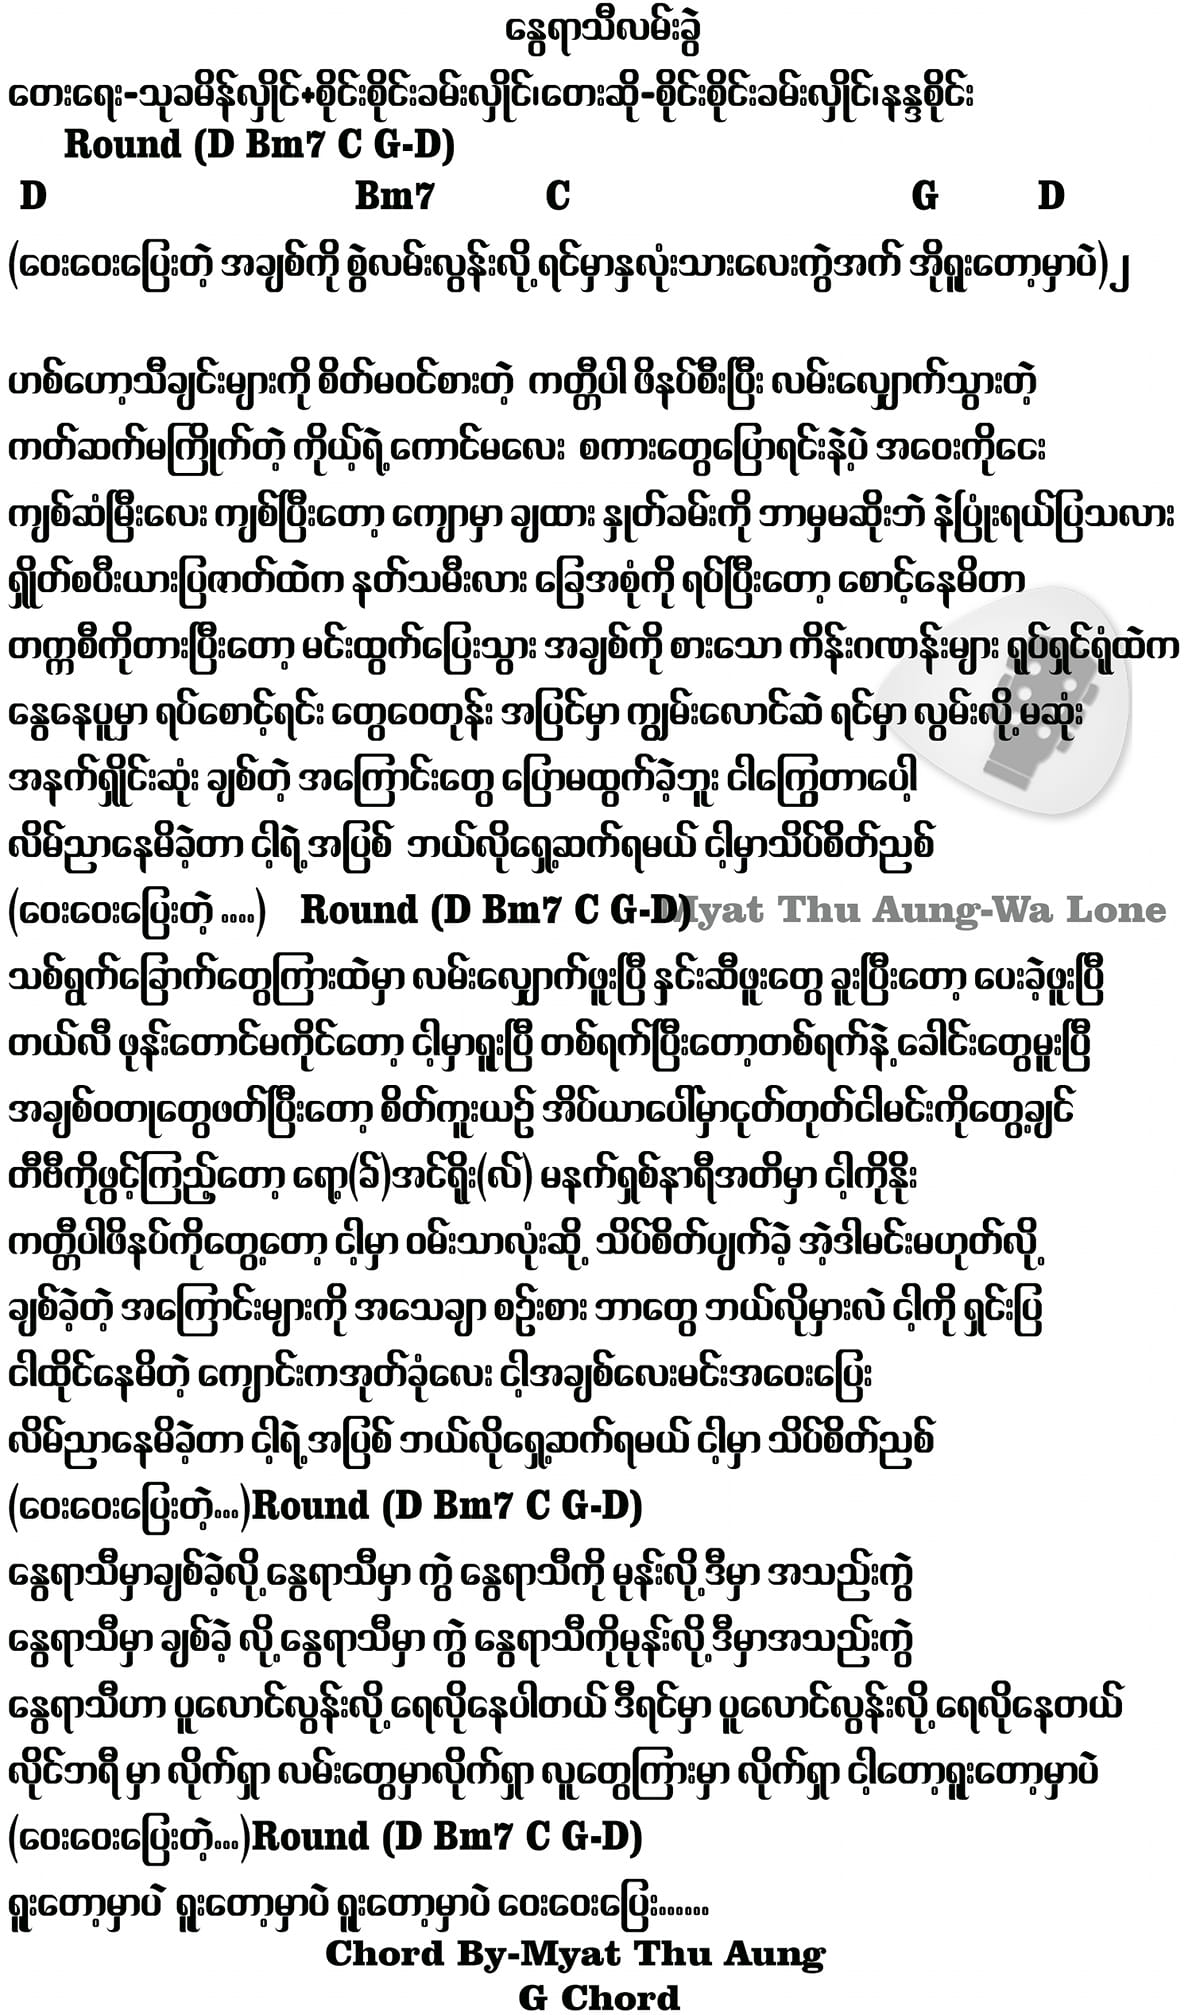 နွေရာသီလမ်းခွဲ
တေးရေး-သုခမိန်လှိုင်+စိုင်းစိုင်းခမ်းလှိုင်၊တေးဆို-စိုင်းစိုင်းခမ်းလှိုင်၊နန္ဒစိုင်း
Round (D Bm7 C G-D)
D Bm7 C G D
(ဝေးဝေးပြေးတဲ့ အချစ်ကို စွဲလမ်းလွန်းလို့ ရင်မှာနှလုံးသားလေးကွဲအက် အိုရူးတော့မှာပဲ)၂
ဟစ်ဟော့သီချင်းများကို စိတ်မဝင်စားတဲ့ ကတ္တီပါ ဖိနပ်စီးပြီး လမ်းလျှောက်သွားတဲ့
ကတ်ဆက်မကြိုက်တဲ့ ကိုယ့်ရဲ့ကောင်မလေး စကားတွေပြောရင်းနဲ့ပဲ အဝေးကိုငေး
ကျစ်ဆံမြီးလေး ကျစ်ပြီးတော့ ကျောမှာ ချထား နှုတ်ခမ်းကို ဘာမှမဆိုးဘဲ နဲ့ပြုံးရယ်ပြသလား
ရှိတ်စပီးယားပြဇာတ်ထဲက နတ်သမီးလား ခြေအစုံကို ရပ်ပြီးတော့ စောင့်နေမိတာ
တက္ကစီကိုတားပြီးတော့ မင်းထွက်ပြေးသွား အချစ်ကို စားသော ကိန်းဂဏန်းများ ရုပ်ရှင်ရုံထဲက
နွေနေပူမှာ ရပ်စောင့်ရင်း တွေဝေတုန်း အပြင်မှာ ကျွမ်းလောင်ဆဲ ရင်မှာ လွမ်းလို့မဆုံး
အနက်ရှိုင်းဆုံး ချစ်တဲ့ အကြောင်းတွေ ပြောမထွက်ခဲ့ဘူး ငါကြွေတာပေါ့
လိမ်ညာနေမိခဲ့တာ ငါ့ရဲ့အပြစ် ဘယ်လိုရှေ့ဆက်ရမယ် ငါ့မှာသိပ်စိတ်ညစ်
(ဝေးဝေးပြေးတဲ့ ....) Round (D Bm7 C G-D) Myat Thu Aung-Wa Lone
သစ်ရွက်ခြောက်တွေကြားထဲမှာ လမ်းလျှောက်ဖူးပြီ နှင်းဆီဖူးတွေ ခူးပြီးတော့ ပေးခဲ့ဖူးပြီ
တယ်လီ ဖုန်းတောင်မကိုင်တော့ ငါ့မှာရူးပြီ တစ်ရက်ပြီးတော့တစ်ရက်နဲ့ ခေါင်းတွေမူးပြီ
အချစ်ဝတ္ထုတွေဖတ်ပြီးတော့ စိတ်ကူးယဥ် အိပ်ယာပေါ်မှာငုတ်တုတ်ငါမင်းကိုတွေ့ချင်
တီဗီကိုဖွင့်ကြည့်တော့ ရော့(ခ်)အင်ရိုး(လ်) မနက်ရှစ်နာရီအတိမှာ ငါ့ကိုနိုး
ကတ္တီပါဖိနပ်ကိုတွေ့တော့ ငါ့မှာ ဝမ်းသာလုံးဆို့ သိပ်စိတ်ပျက်ခဲ့ အဲ့ဒါမင်းမဟုတ်လို့
ချစ်ခဲ့တဲ့ အကြောင်းများကို အသေချာ စဥ်းစား ဘာတွေ ဘယ်လိုမှားလဲ ငါ့ကို ရှင်းပြ
ငါထိုင်နေမိတဲ့ ကျောင်းကအုတ်ခုံလေး ငါ့အချစ်လေးမင်းအဝေးပြေး
လိမ်ညာနေမိခဲ့တာ ငါ့ရဲ့အပြစ် ဘယ်လိုရှေ့ဆက်ရမယ် ငါ့မှာ သိပ်စိတ်ညစ်
(ဝေးဝေးပြေးတဲ့...)Round (D Bm7 C G-D)
နွေရာသီမှာချစ်ခဲ့လို့ နွေရာသီမှာ ကွဲ နွေရာသီကို မုန်းလို့ဒီမှာ အသည်းကွဲ
နွေရာသီမှာ ချစ်ခဲ့ လို့ နွေရာသီမှာ ကွဲ နွေရာသီကိုမုန်းလို့ဒီမှာအသည်းကွဲ
နွေရာသီဟာ ပူလောင်လွန်းလို့ ရေလိုနေပါတယ် ဒီရင်မှာ ပူလောင်လွန်းလို့ ရေလိုနေတယ်
လိုင်ဘရီ မှာ လိုက်ရှာ လမ်းတွေမှာလိုက်ရှာ လူတွေကြားမှာ လိုက်ရှာ ငါ့တော့ရူးတော့မှာပဲ
(ဝေးဝေးပြေးတဲ့...)Round (D Bm7 C G-D)
ရူးတော့မှာပဲ ရူးတော့မှာပဲ ရူးတော့မှာပဲ ဝေးဝေးပြေး.......
Chord By-Myat Thu Aung
G Chord